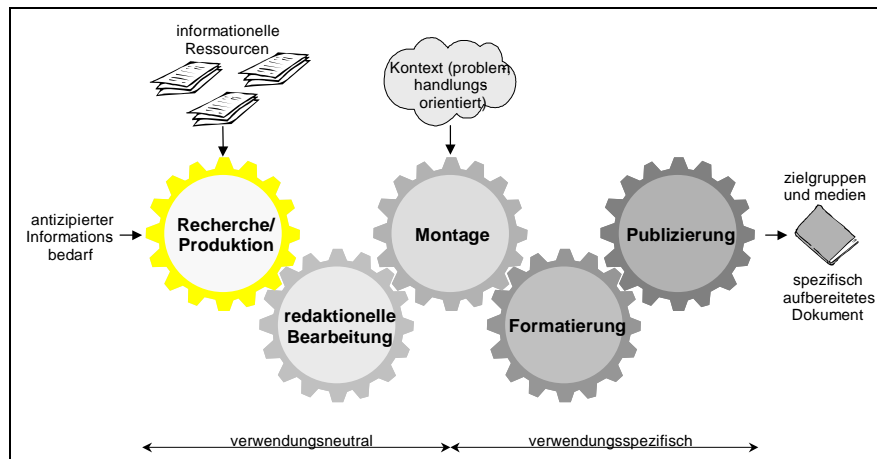 informationelle
Ressourcen
Kontext (problem-
handlungs
orientiert)
antizipierter
Informations
bedarf
Recherche/
Produktion
redaktionelle
Bearbeitung
Montage
Formatierung
Publizierung
zielgruppen-
und medien-
spezifisch
aufbereitetes
Dokument
verwendungsneutral
verwendungsspezifisch